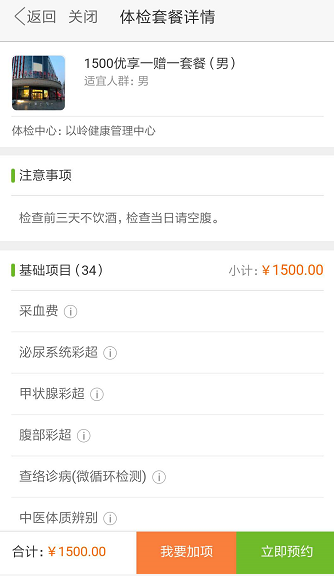 返回 关闭 体检套餐详情
1500优享一赠一套餐(男)
适宜人群: 男
体检中心: 以岭健康管理中心
注意事项
检查前三天不饮酒,检查当日请空腹。
基础项目(34) 小计: ¥1500.00
采血费
泌尿系统彩超
甲状腺彩超
腹部彩超
查络诊病(微循环检测)
中医体质辨别
合计: ¥1500.00 我要加项 立即预约